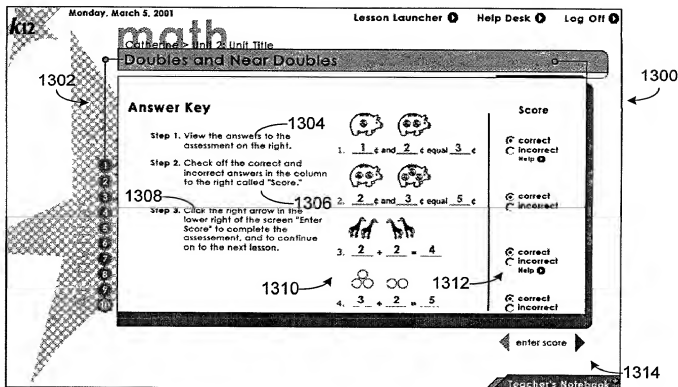 k12
Monday, March 5, 2001
Lesson Launcher
Help Desk
Log Off
math
Catherine > Unit 2: Unit Title
Doubles and Near Doubles
1300
1302
Answer Key
Step 1. View the answers to the
assessment on the right.
1304
Step 2. Check off the correct and
incorrect answers in the column
to the right called "Score."
1306
1308
Step 3. Click the right arrow in the
lower right of the screen "Enter
Score" to complete the
assessment, and to continue
on to the next lesson.
1. 1 ¢ and 2 ¢ equal 3 ¢
2. 2 ¢ and 3 ¢ equal 5 ¢
3. 2 + 2 = 4
1310
4. 3 + 2 = 5
Score
correct
incorrect
Help
correct
incorrect
1312
correct
incorrect
Help
correct
incorrect
1
2
3
4
5
6
7
8
9
10
enter score
1314
Teacher's Notebook